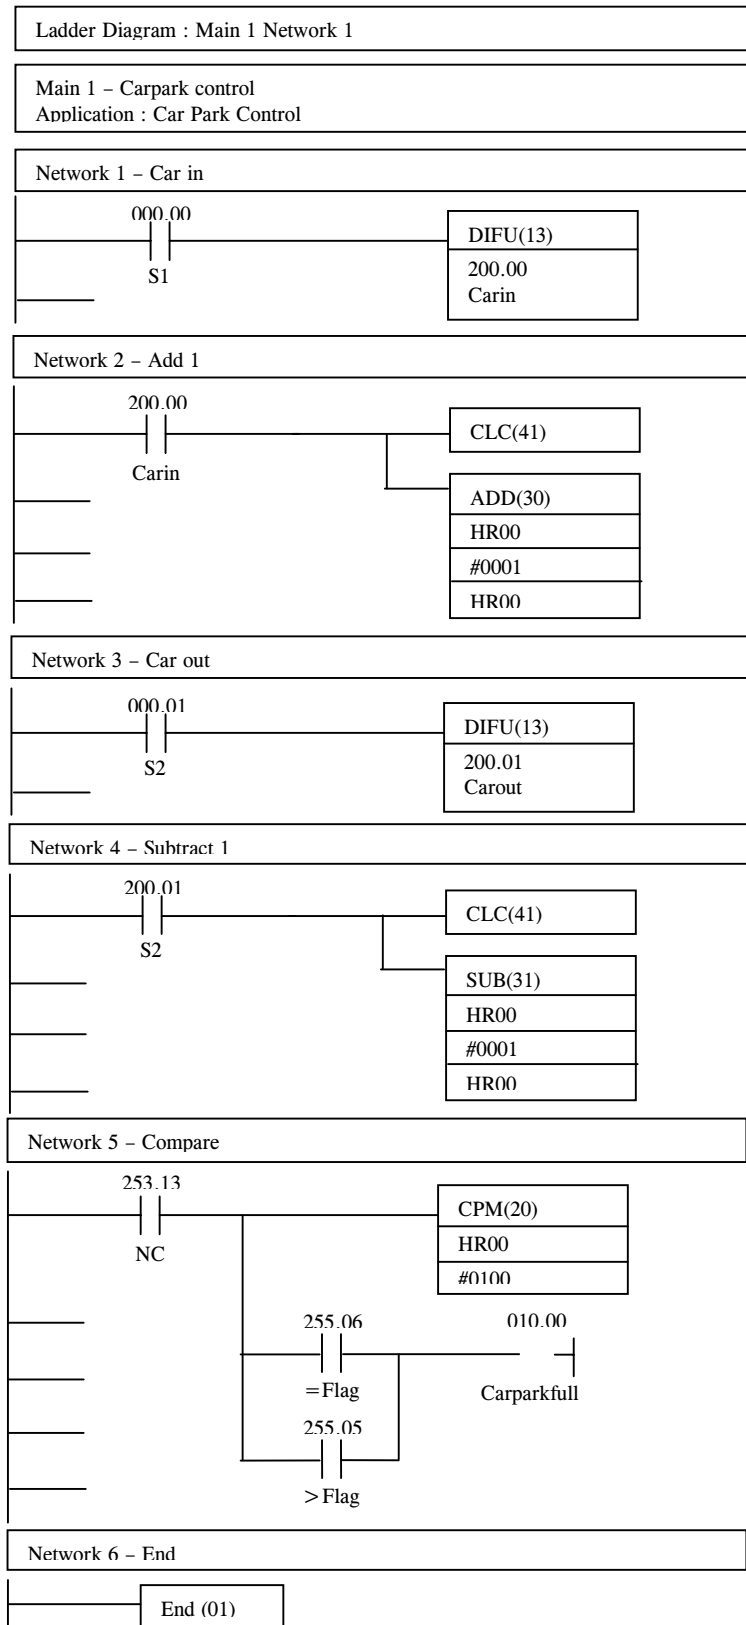 Ladder Diagram : Main 1 Network 1
Main 1 – Carpark control
Application : Car Park Control
Network 1 – Car in
000.00
S1
DIFU(13)
200.00
Carin
Network 2 – Add 1
200.00
Carin
CLC(41)
ADD(30)
HR00
#0001
HR00
Network 3 – Car out
000.01
S2
DIFU(13)
200.01
Carout
Network 4 – Subtract 1
200.01
S2
CLC(41)
SUB(31)
HR00
#0001
HR00
Network 5 – Compare
253.13
NC
CPM(20)
HR00
#0100
255.06
=Flag
010.00
Carparkfull
255.05
>Flag
Network 6 – End
End (01)